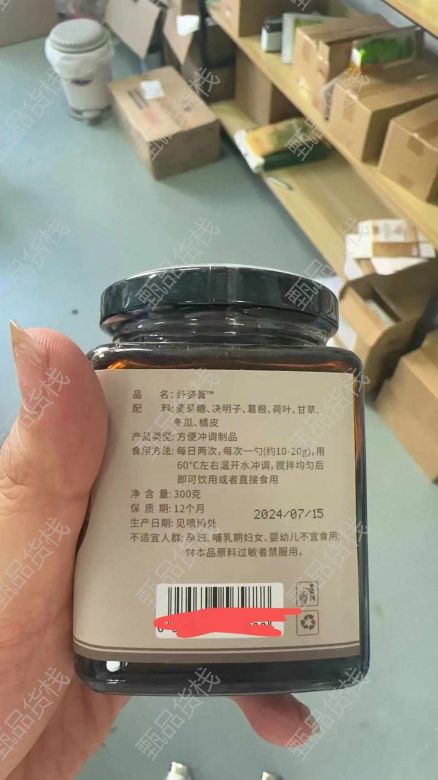 品 名:纤姿膏™
配 料:麦芽糖、决明子、葛根、荷叶、甘草、
冬瓜、橘皮
产品类型: 方便冲调制品
食用方法: 每日两次, 每次一勺(约10-20g), 用
60°C左右温开水冲调, 搅拌均匀后
即可饮用或者直接食用
净 含 量: 300克
保 质 期: 12个月
2024/07/15
生产日期: 见喷码处
不适宜人群: 孕妇、哺乳期妇女、婴幼儿不宜食用;
对本品原料过敏者禁服用。
甄品货栈